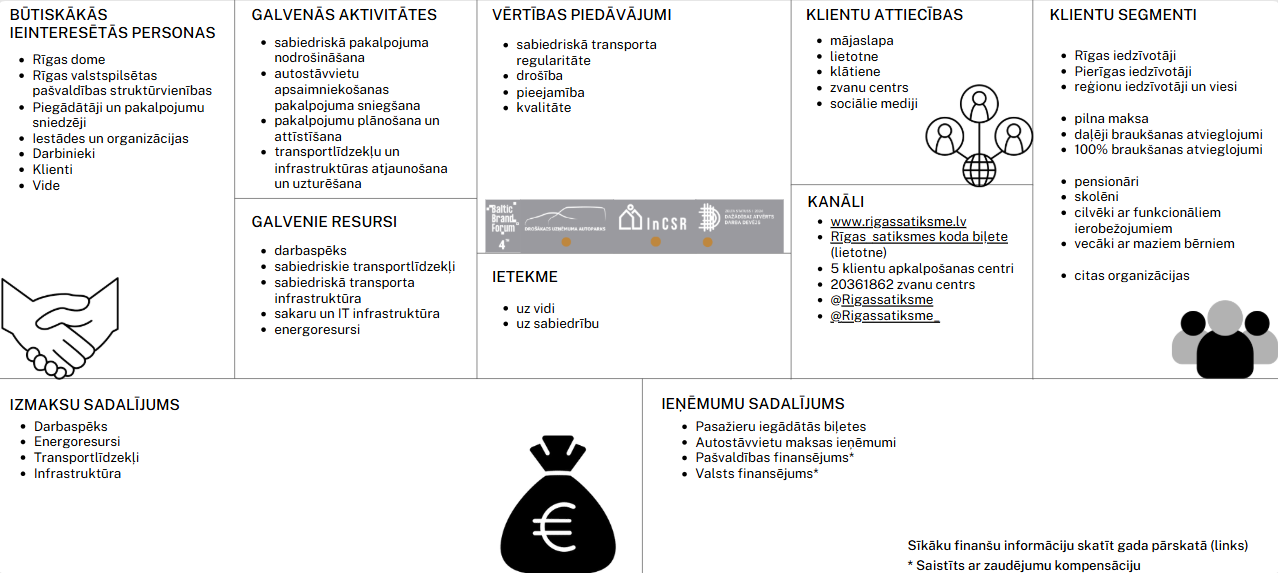 BŪTISKĀKĀS
IEINTERESĒTĀS PERSONAS
Rīgas dome
Rīgas valstspilsētas
pašvaldības struktūrvienības
Piegādātāji un pakalpojumu
sniedzēji
Iestādes un organizācijas
Darbinieki
Klienti
Vide
GALVENĀS AKTIVITĀTES
sabiedriskā pakalpojuma
nodrošināšana
autostāvvietu
apsaimniekošanas
pakalpojuma sniegšana
pakalpojumu plānošana un
attīstīšana
transportlīdzekļu un
infrastruktūras atjaunošana
un uzturēšana
GALVENIE RESURSI
darbaspēks
sabiedriskie transportlīdzekļi
sabiedriskā transporta
infrastruktūra
sakaru un IT infrastruktūra
energoresursi
VĒRTĪBAS PIEDĀVĀJUMI
sabiedriskā transporta
regularitāte
drošība
pieejamība
kvalitāte
Baltic
Brand
Forum
4
DROŠĀKAIS UZŅĒMUMA AUTOPARKS
InCSR
DAŽĀDĪBAI ATVĒRTS
DARBA DEVĒJS
IETEKME
uz vidi
uz sabiedrību
KLIENTU ATTIECĪBAS
mājaslapa
lietotne
klātiene
zvanu centrs
sociālie mediji
KANĀLI
www.rigassatiksme.lv
Rīgas satiksmes koda biļete
(lietotne)
5 klientu apkalpošanas centri
20361862 zvanu centrs
@Rigassatiksme
@Rigassatiksme_
KLIENTU SEGMENTI
Rīgas iedzīvotāji
Pierīgas iedzīvotāji
reģionu iedzīvotāji un viesi
pilna maksa
daļēji braukšanas atvieglojumi
100% braukšanas atvieglojumi
pensionāri
skolēni
cilvēki ar funkcionāliem
ierobežojumiem
vecāki ar maziem bērniem
citas organizācijas
IZMAKSU SADALĪJUMS
Darbaspēks
Energoresursi
Transportlīdzekļi
Infrastruktūra
€
IEŅĒMUMU SADALĪJUMS
Pasažieru iegādātās biļetes
Autostāvvietu maksas ieņēmumi
Pašvaldības finansējums*
Valsts finansējums*
Sīkāku finanšu informāciju skatīt gada pārskatā (links)
* Saistīts ar zaudējumu kompensāciju